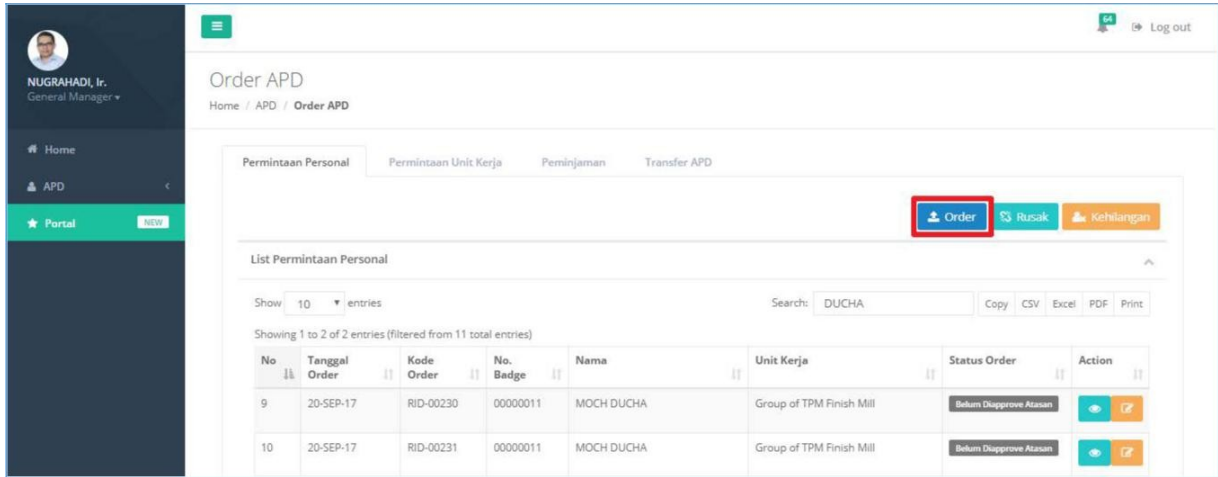 64
Log out
NUGRAHADI, Ir.
General Manager
Order APD
Home / APD / Order APD
Home
APD
Portal NEW
Permintaan Personal Permintaan Unit Kerja Peminjaman Transfer APD
Order Rusak Kehilangan
List Permintaan Personal
Show 10 entries Search: DUCHA Copy CSV Excel PDF Print
Showing 1 to 2 of 2 entries (filtered from 11 total entries)
No Tanggal Order Kode Order No. Badge Nama Unit Kerja Status Order Action
9 20-SEP-17 RID-00230 00000011 MOCH DUCHA Group of TPM Finish Mill Belum Diapprove Atasan
10 20-SEP-17 RID-00231 00000011 MOCH DUCHA Group of TPM Finish Mill Belum Diapprove Atasan